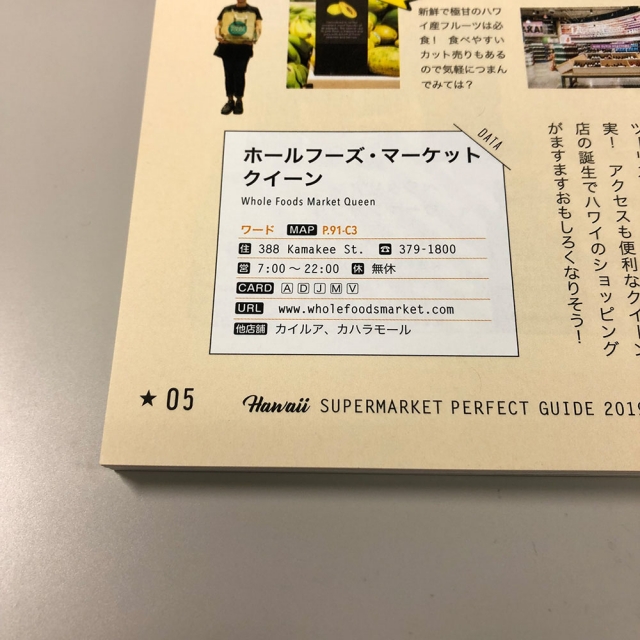 新鮮で極甘のハワ
イ産フルーツは必
食! 食べやすい
カット売りもある
ので気軽につまん
でみては?
実! アクセスも便利なクイーン
店の誕生でハワイのショッピング
がますますおもしろくなりそう!
DATA
ホールフーズ・マーケット
クイーン
Whole Foods Market Queen
ワード MAP P.91-C3
住 388 Kamakee St. ☎ 379-1800
営 7:00～22:00 休 無休
CARD A D J M V
URL www.wholefoodsmarket.com
他店舗 カイルア、カハラモール
★ 05 Hawaii SUPERMARKET PERFECT GUIDE 2019